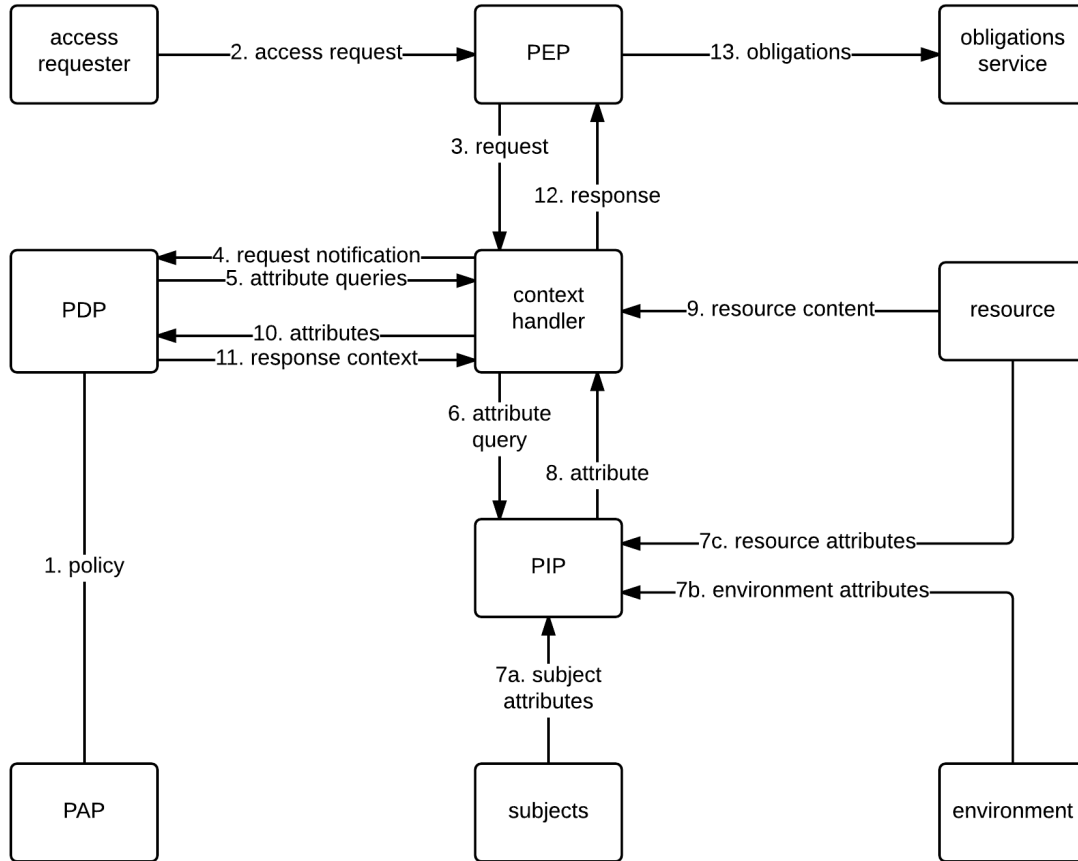 access
requester
2. access request
PEP
13. obligations
obligations
service
3. request
12. response
4. request notification
5. attribute queries
PDP
context
handler
9. resource content
resource
10. attributes
11. response context
6. attribute
query
8. attribute
7c. resource attributes
1. policy
PIP
7b. environment attributes
7a. subject
attributes
PAP
subjects
environment